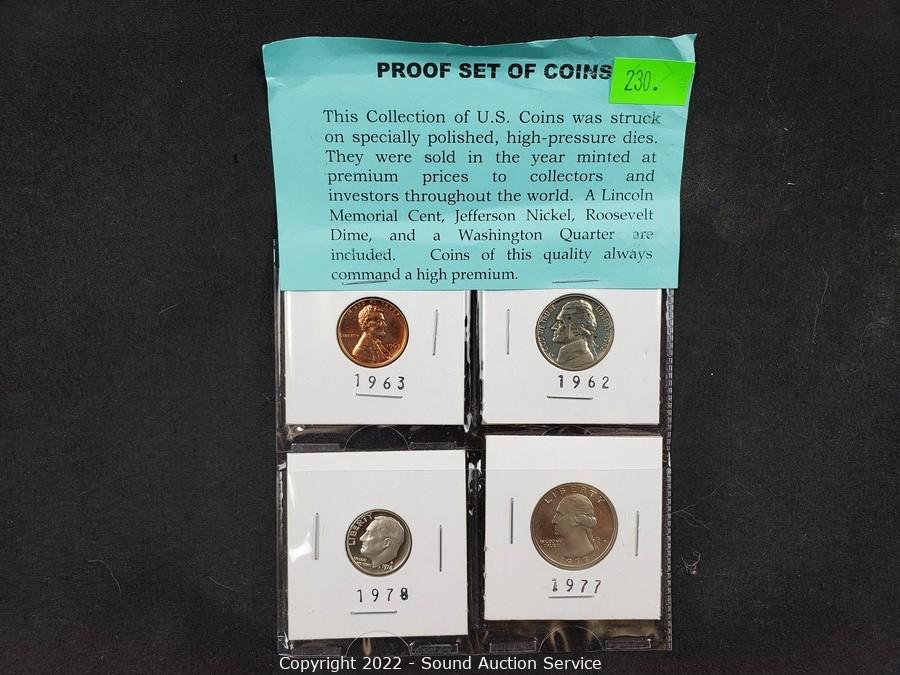 PROOF SET OF COINS
230.
This Collection of U.S. Coins was struck
on specially polished, high-pressure dies.
They were sold in the year minted at
premium prices to collectors and
investors throughout the world. A Lincoln
Memorial Cent, Jefferson Nickel, Roosevelt
Dime, and a Washington Quarter are
included. Coins of this quality always
command a high premium.
1963
1962
LIBERTY
1978
LIBERTY
1977
Copyright 2022 - Sound Auction Service